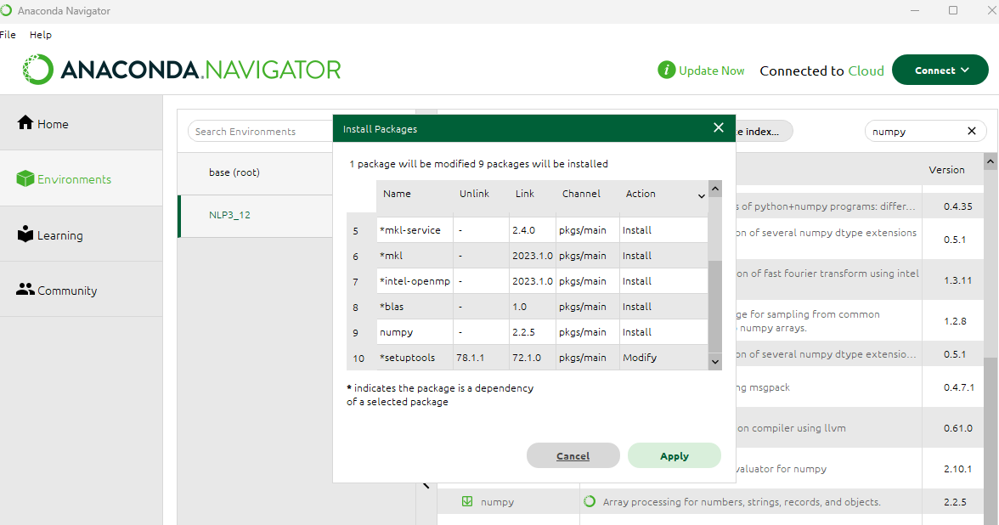 Anaconda Navigator
File Help
ANACONDA.NAVIGATOR
i Update Now Connected to Cloud Connect
Home
Environments
Learning
Community
Search Environments
base (root)
NLP3_12
index...
numpy
Version
s of python+numpy programs: differ... 0.4.35
on of several numpy dtype extensions 0.5.1
on of fast fourier transform using intel 1.3.11
ge for sampling from common
numpy arrays. 1.2.8
on of several numpy dtype extensio... 0.5.1
ng msgpack 0.4.7.1
on compiler using llvm 0.61.0
valuator for numpy 2.10.1
numpy Array processing for numbers, strings, records, and objects. 2.2.5
Install Packages
1 package will be modified 9 packages will be installed
Name Unlink Link Channel Action
5 *mkl-service - 2.4.0 pkgs/main Install
6 *mkl - 2023.1.0 pkgs/main Install
7 *intel-openmp - 2023.1.0 pkgs/main Install
8 *blas - 1.0 pkgs/main Install
9 numpy - 2.2.5 pkgs/main Install
10 *setuptools 78.1.1 72.1.0 pkgs/main Modify
* indicates the package is a dependency
of a selected package
Cancel Apply